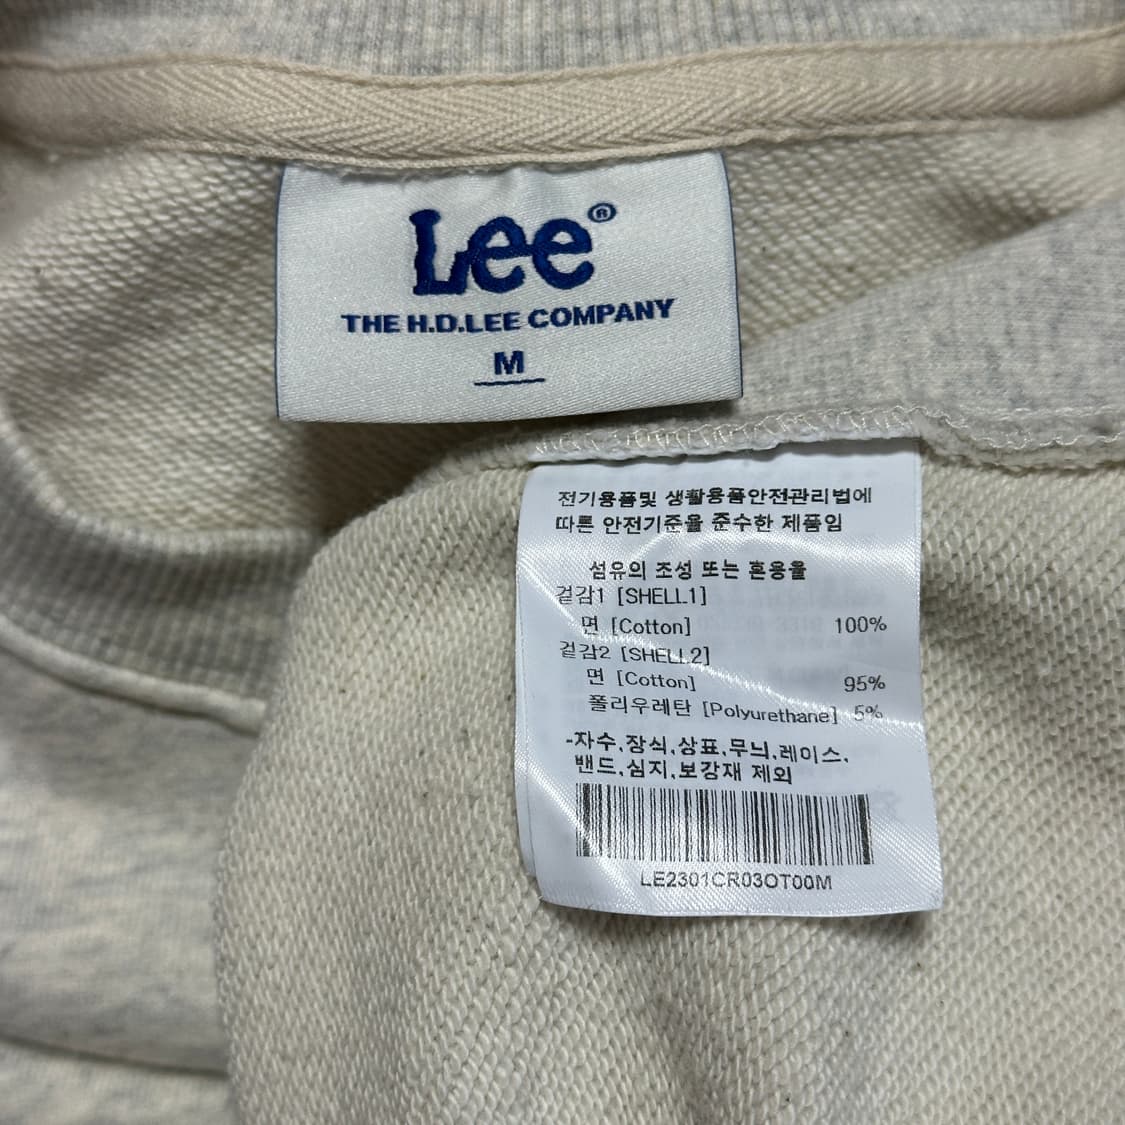 Lee®
THE H.D.LEE COMPANY
M
전기용품및 생활용품안전관리법에
따른 안전기준을 준수한 제품임
섬유의 조성 또는 혼용율
겉감1 [SHELL1]
면 [Cotton] 100%
겉감2 [SHELL2]
면 [Cotton] 95%
폴리우레탄 [Polyurethane] 5%
-자수,장식,상표,무늬,레이스,
밴드,심지,보강재 제외
LE2301CR03OT00M